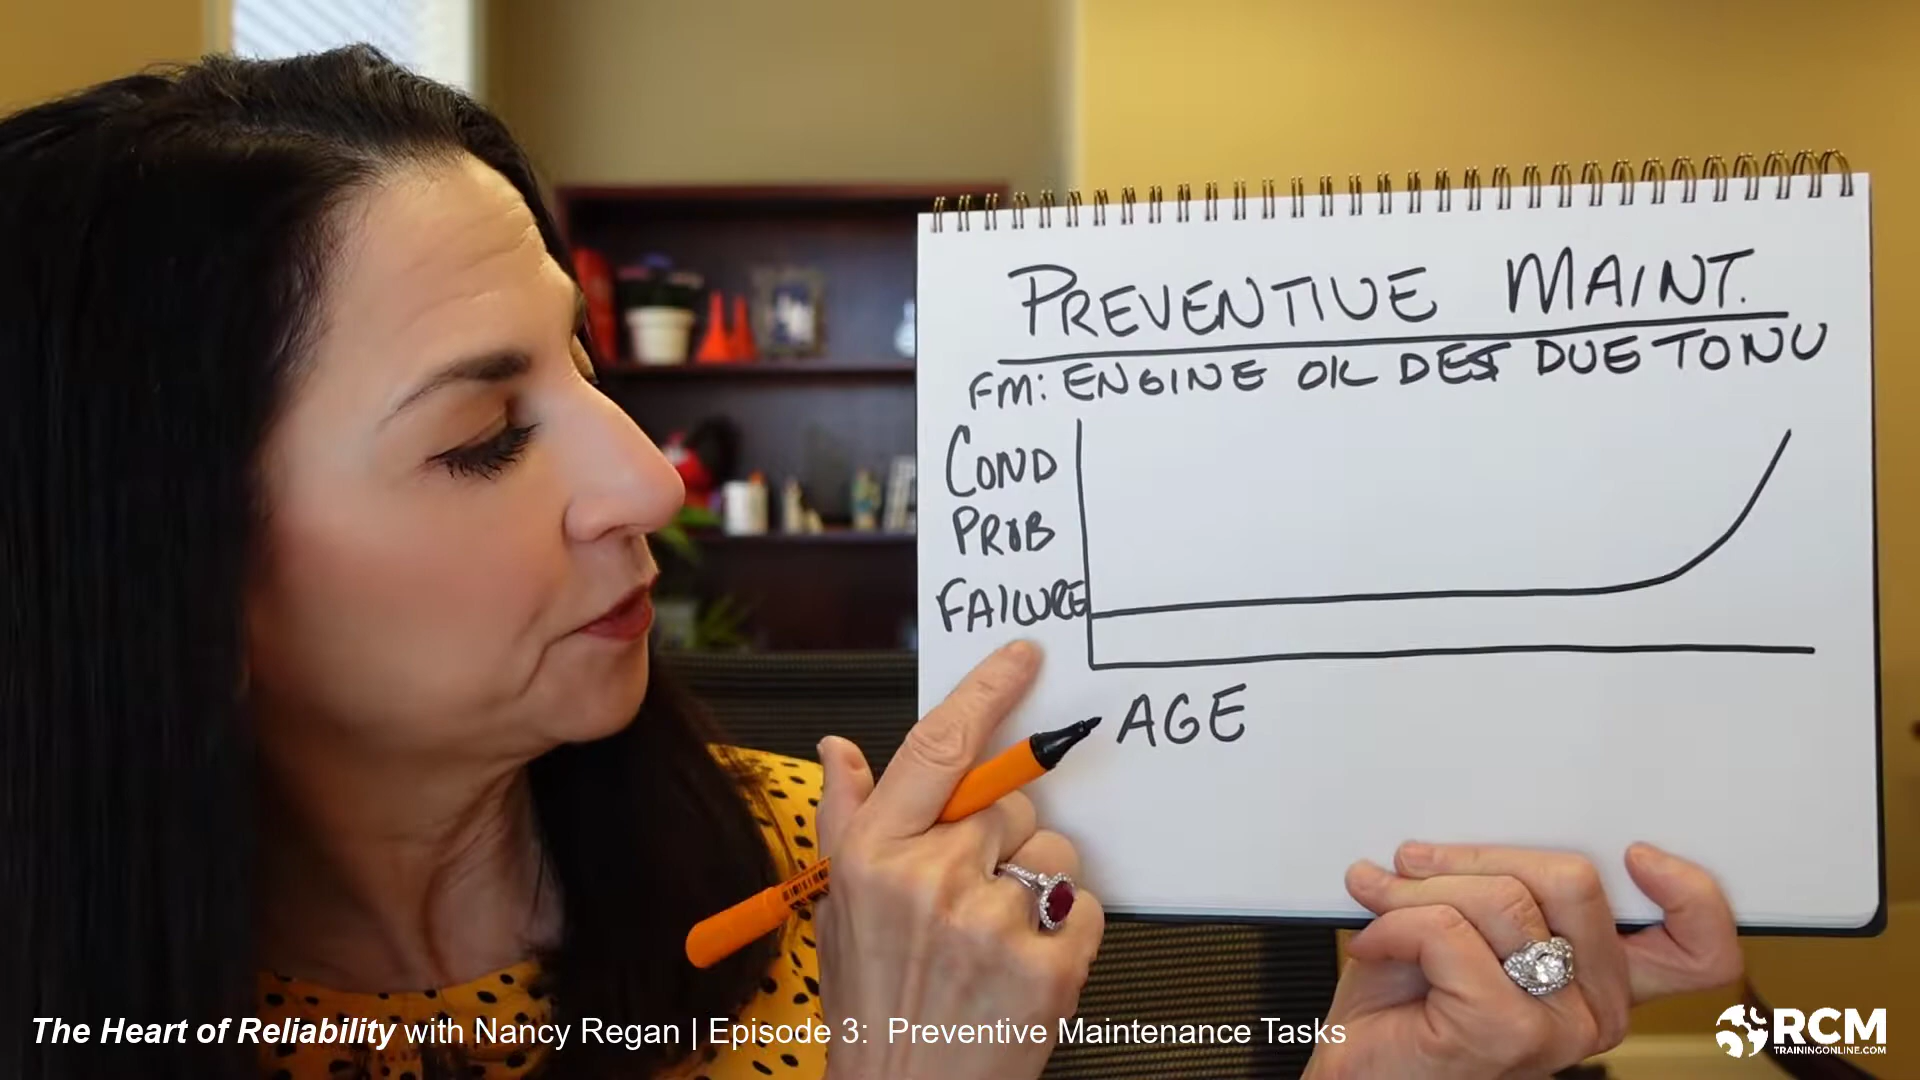 PREVENTIVE MAINT.
FM: ENGINE OIL DES DUE TO NU
COND
PROB
FAILURE
AGE
The Heart of Reliability with Nancy Regan | Episode 3: Preventive Maintenance Tasks
RCM
TRAININGONLINE.COM